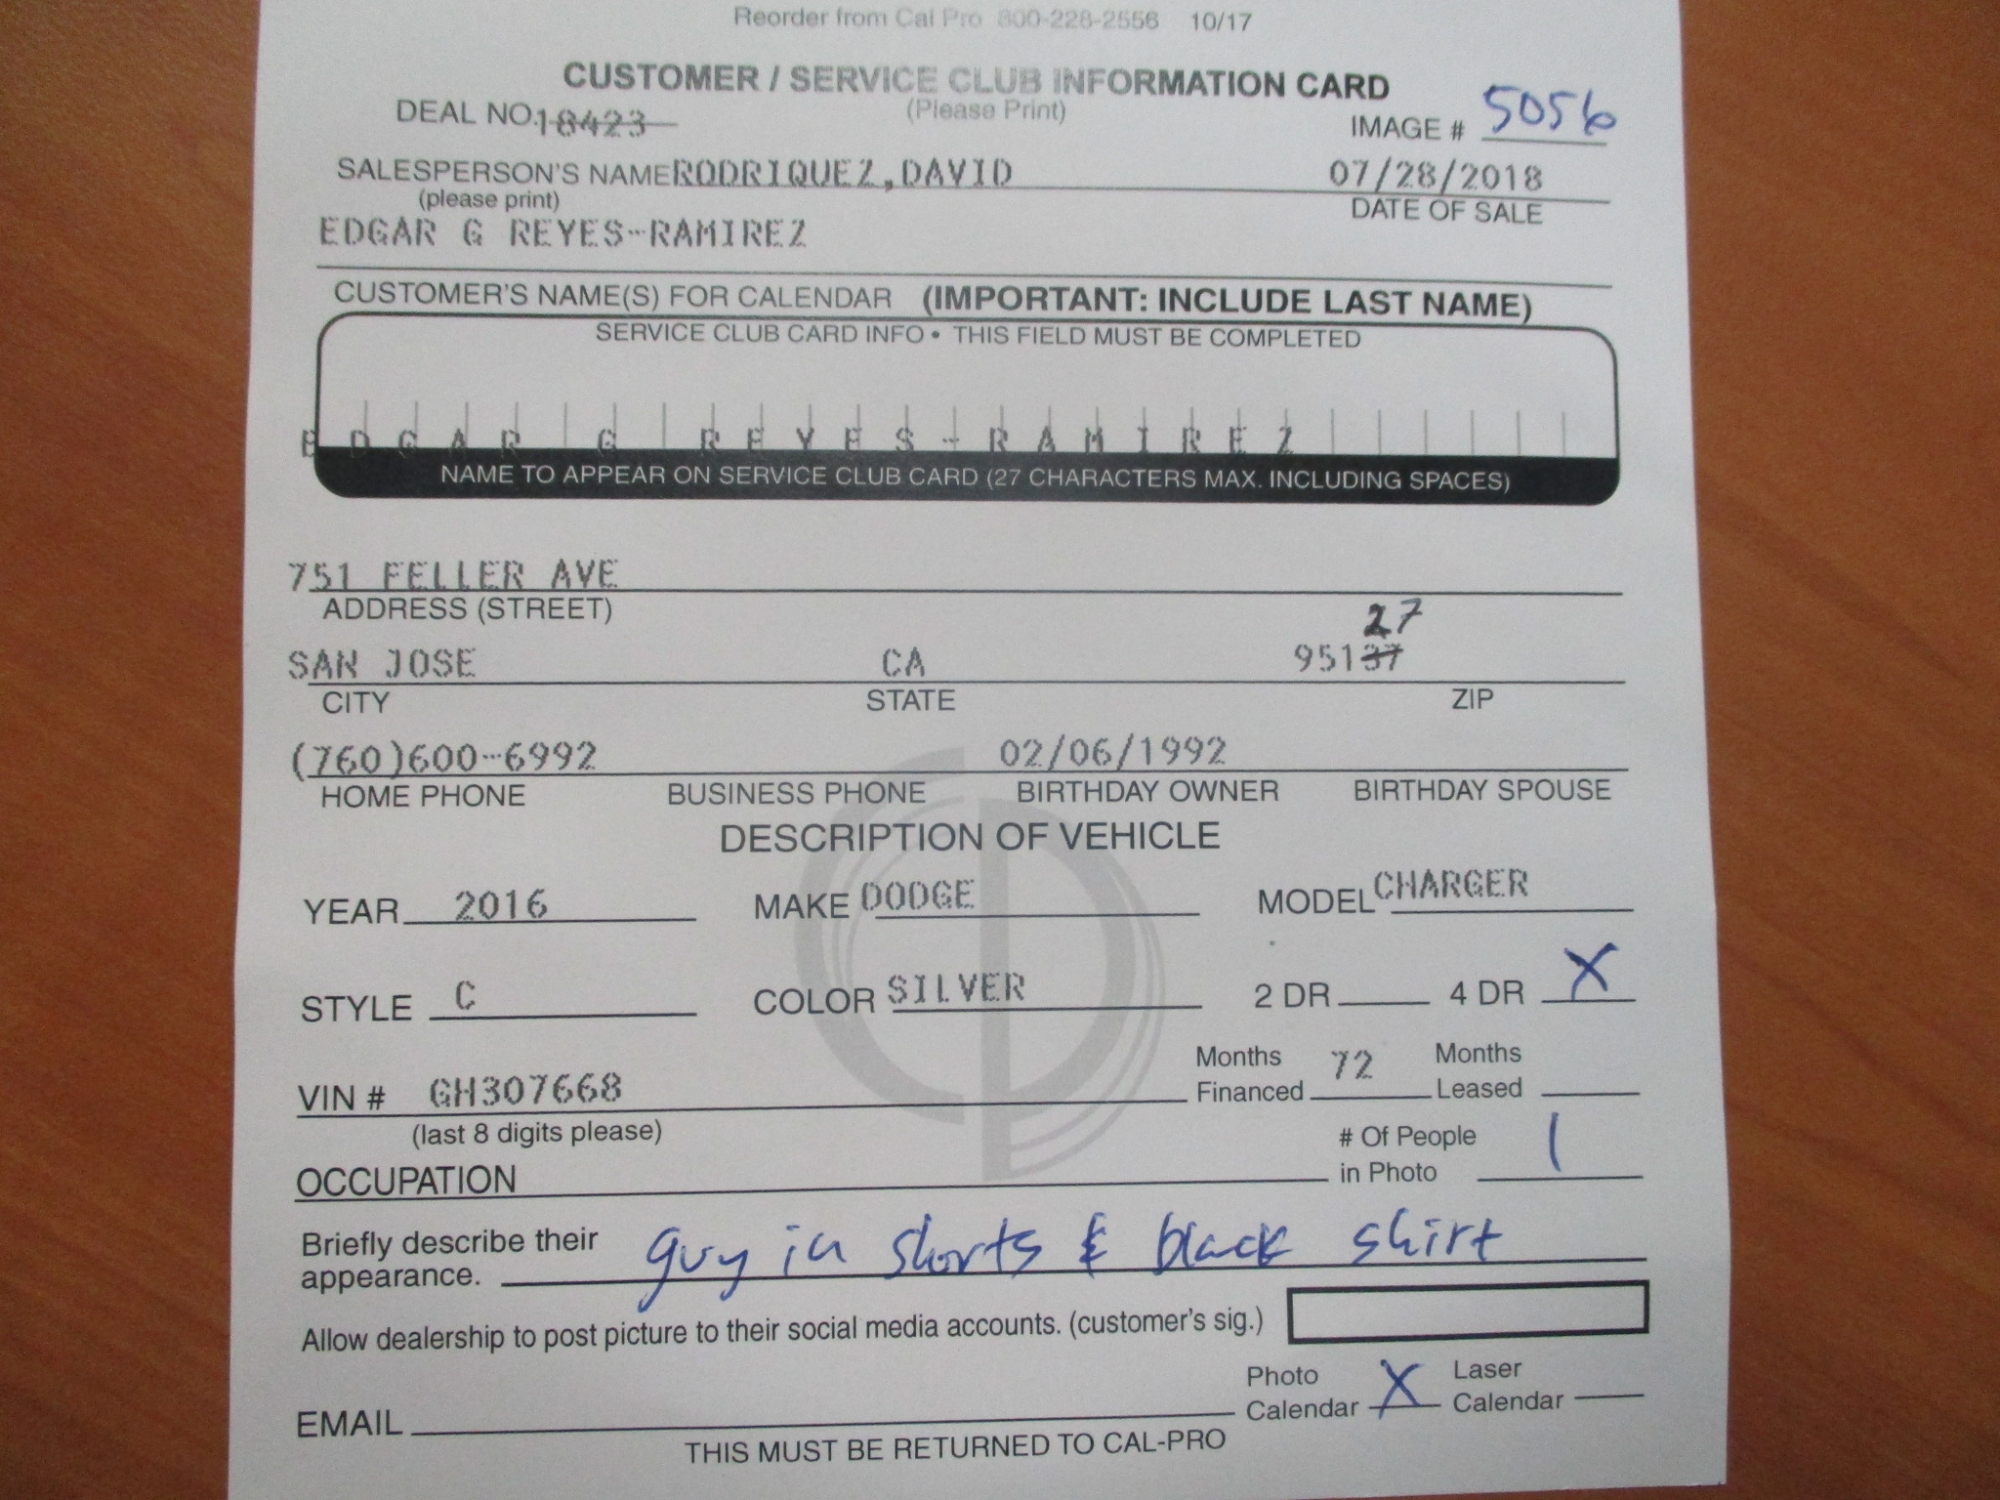 Reorder from Cal Pro 800-228-2556 10/17
CUSTOMER / SERVICE CLUB INFORMATION CARD
(Please Print)
DEAL NO. 18423
IMAGE # 5056
SALESPERSON'S NAME RODRIQUEZ,DAVID 07/28/2018
(please print) DATE OF SALE
EDGAR G REYES-RAMIREZ
CUSTOMER'S NAME(S) FOR CALENDAR (IMPORTANT: INCLUDE LAST NAME)
SERVICE CLUB CARD INFO • THIS FIELD MUST BE COMPLETED
EDGAR G REYES-RAMIREZ
NAME TO APPEAR ON SERVICE CLUB CARD (27 CHARACTERS MAX. INCLUDING SPACES)
751 FELLER AVE
ADDRESS (STREET)
27
SAN JOSE CA 95137
CITY STATE ZIP
(760)600-6992 02/06/1992
HOME PHONE BUSINESS PHONE BIRTHDAY OWNER BIRTHDAY SPOUSE
DESCRIPTION OF VEHICLE
YEAR 2016 MAKE DODGE MODEL CHARGER
STYLE C COLOR SILVER 2 DR 4 DR X
Months Financed 72 Months Leased
VIN # GH307668
(last 8 digits please)
# Of People in Photo 1
OCCUPATION
Briefly describe their appearance. guy in shorts & black shirt
Allow dealership to post picture to their social media accounts. (customer's sig.)
Photo Calendar X Laser Calendar
EMAIL
THIS MUST BE RETURNED TO CAL-PRO